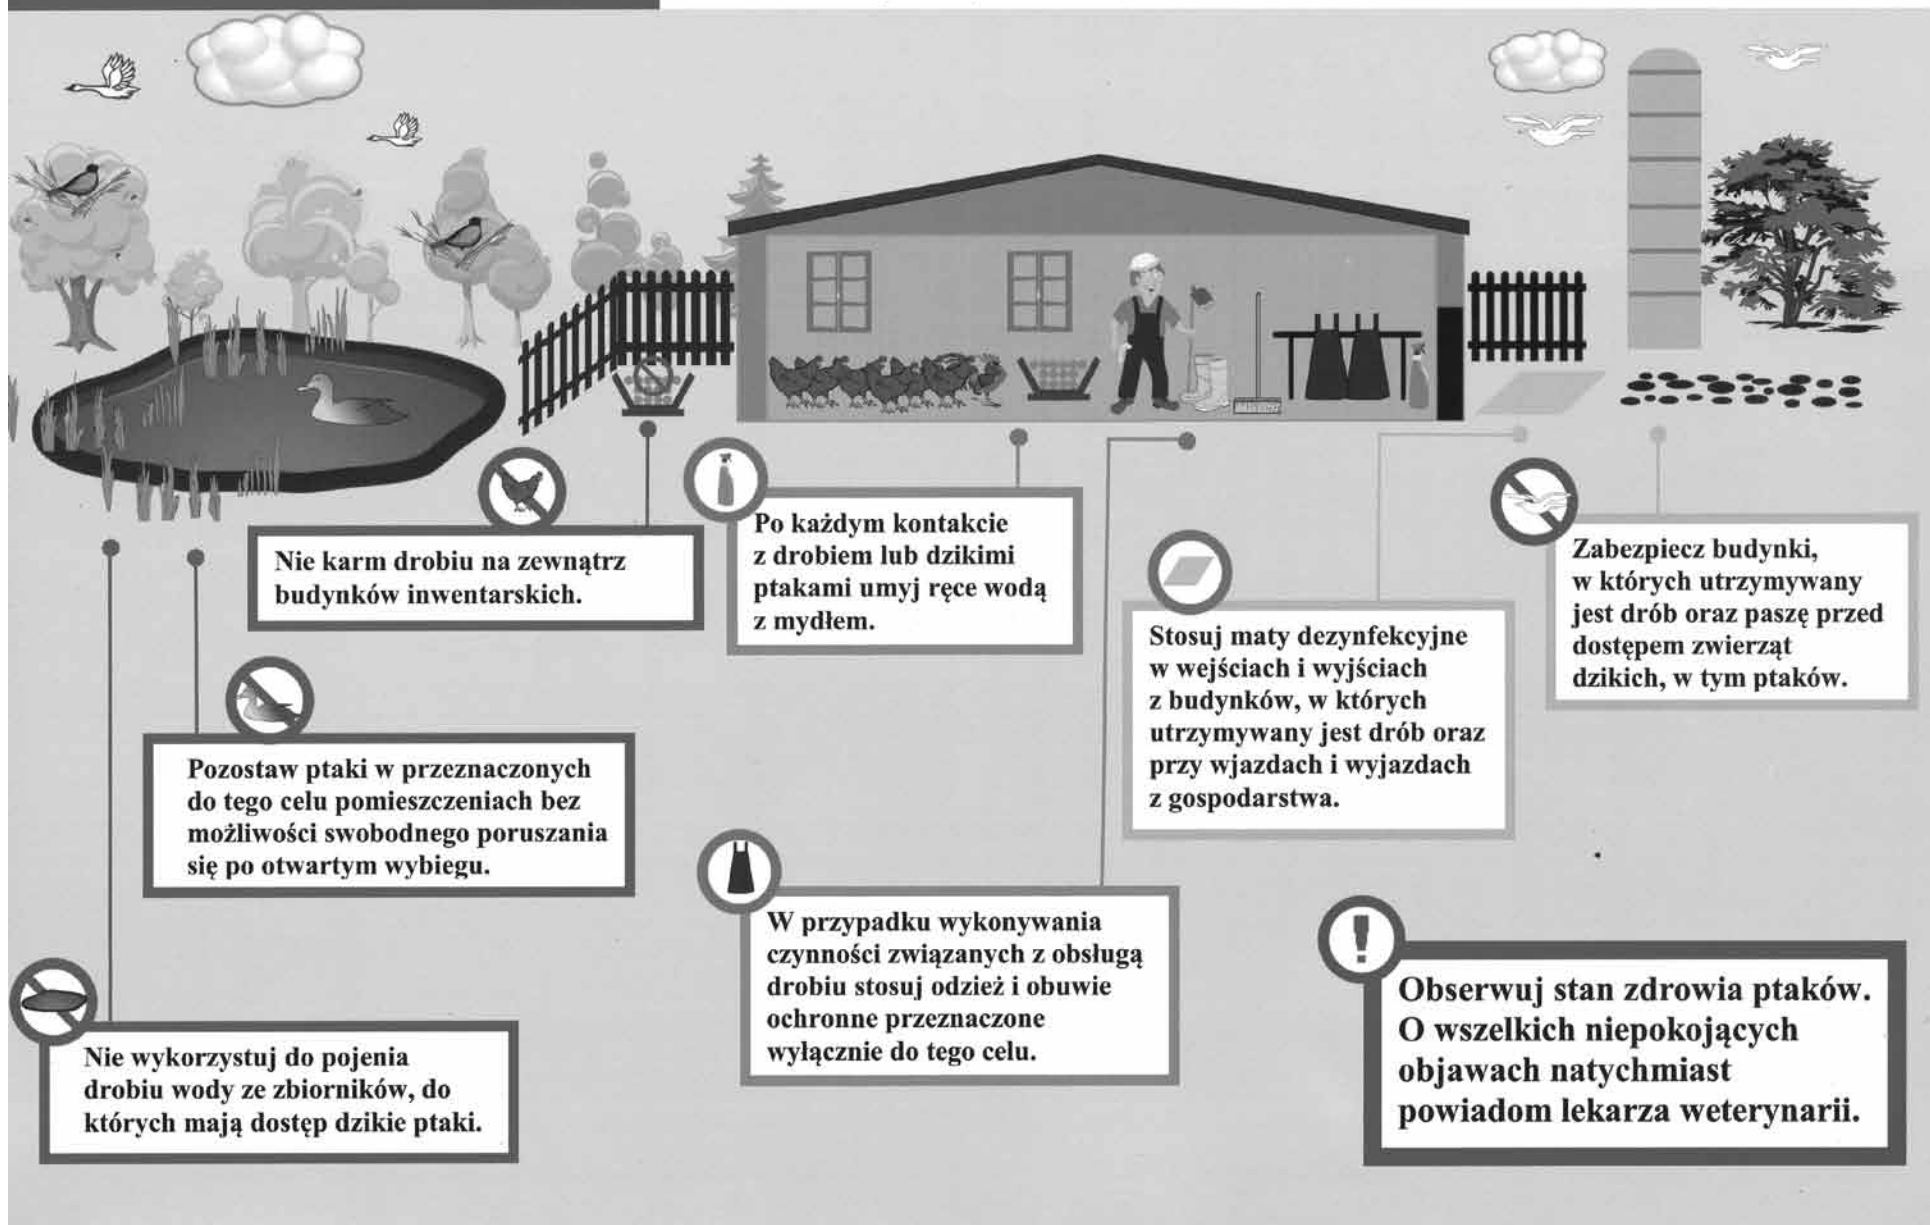 Nie karm drobiu na zewnątrz
budynków inwentarskich.
Po każdym kontakcie
z drobiem lub dzikimi
ptakami umyj ręce wodą
z mydłem.
Stosuj maty dezynfekcyjne
w wejściach i wyjściach
z budynków, w których
utrzymywany jest drób oraz
przy wjazdach i wyjazdach
z gospodarstwa.
Zabezpiecz budynki,
w których utrzymywany
jest drób oraz paszę przed
dostępem zwierząt
dzikich, w tym ptaków.
Pozostaw ptaki w przeznaczonych
do tego celu pomieszczeniach bez
możliwości swobodnego poruszania
się po otwartym wybiegu.
W przypadku wykonywania
czynności związanych z obsługą
drobiu stosuj odzież i obuwie
ochronne przeznaczone
wyłącznie do tego celu.
Nie wykorzystuj do pojenia
drobiu wody ze zbiorników, do
których mają dostęp dzikie ptaki.
!
Obserwuj stan zdrowia ptaków.
O wszelkich niepokojących
objawach natychmiast
powiadom lekarza weterynarii.